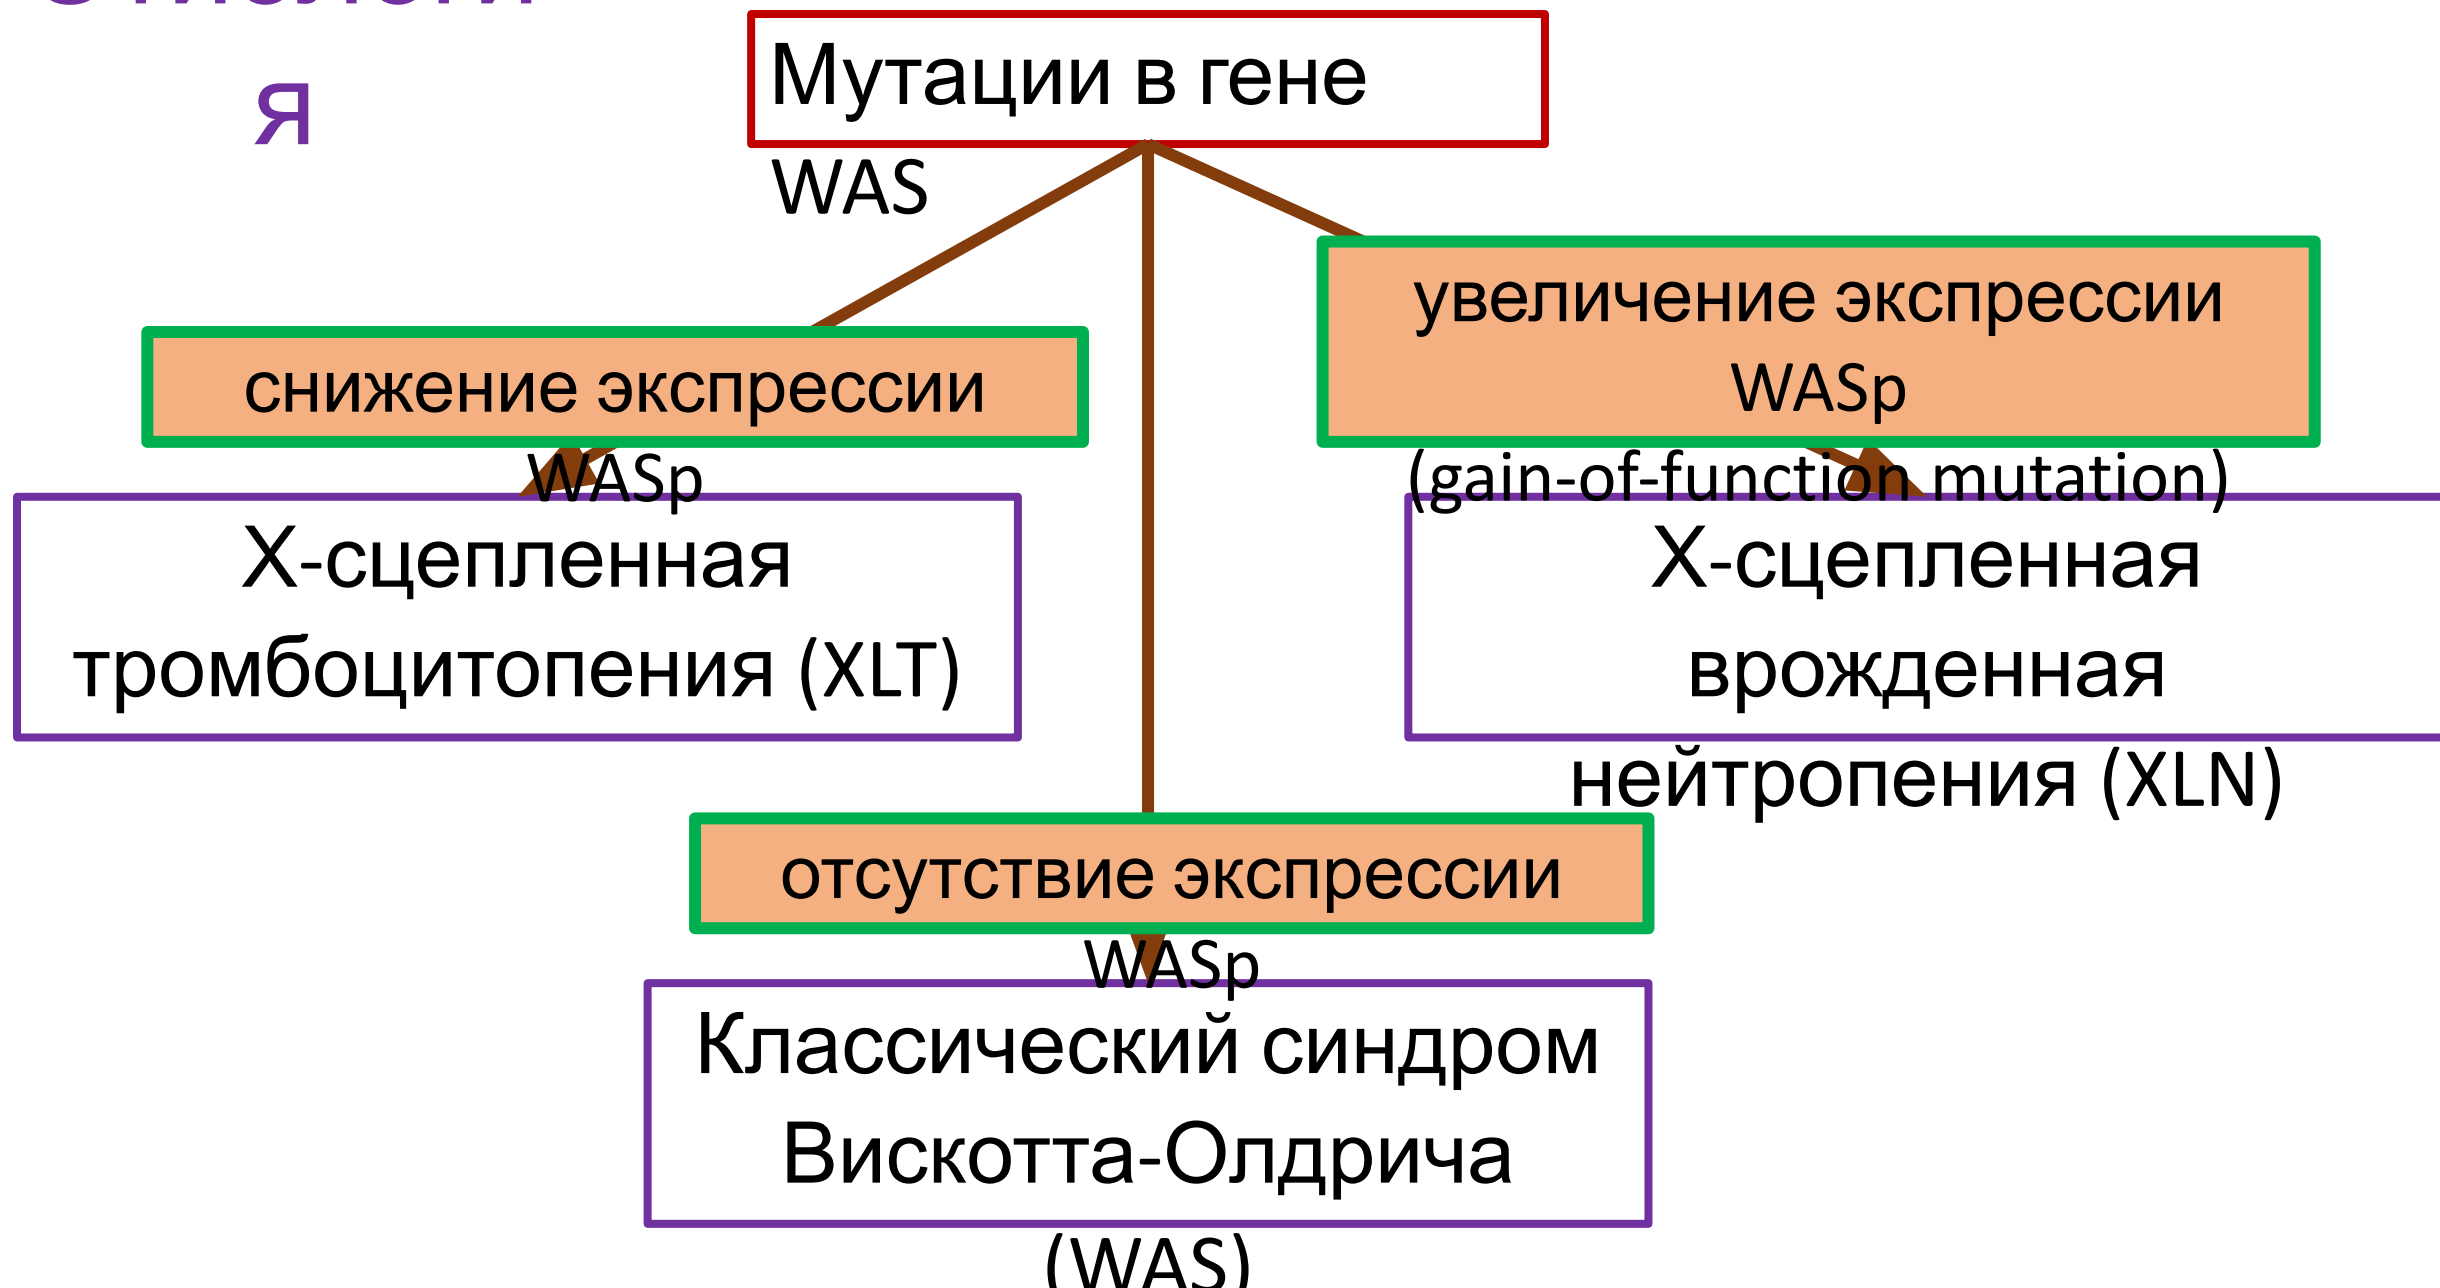 Этиологи
я
Мутации в гене
WAS
увеличение экспрессии
WASp
(gain-of-function mutation)
снижение экспрессии
WASp
Х-сцепленная
тромбоцитопения (XLT)
Х-сцепленная
врожденная
нейтропения (XLN)
отсутствие экспрессии
WASp
Классический синдром
Вискотта-Олдрича
(WAS)